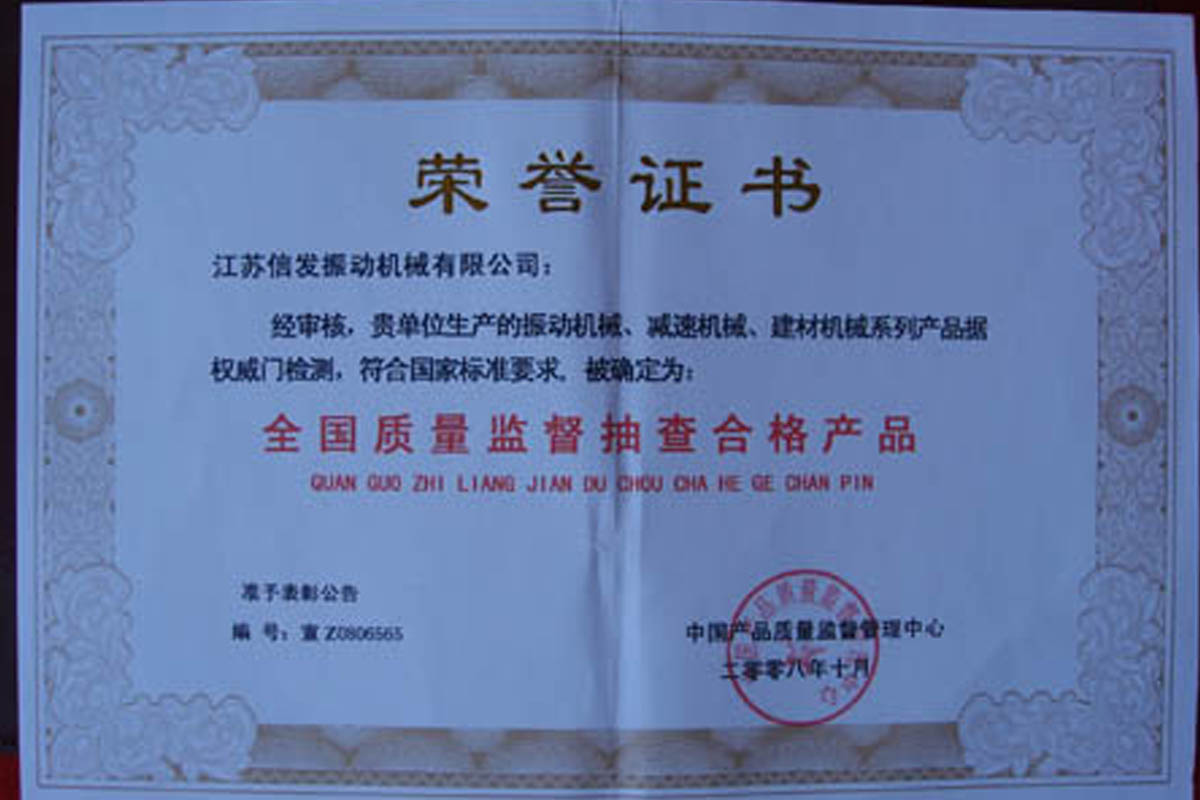 荣誉证书
江苏信发振动机械有限公司：
经审核，贵单位生产的振动机械、减速机械、建材机械系列产品据
权威门检测，符合国家标准要求。被确定为：
全国质量监督抽查合格产品
QUAN GUO ZHI LIANG JIAN DU CHOU CHA HE GE CHAN PIN
准予表彰公告
编 号：宣Z0806565
中国产品质量监督管理中心
二零零八年十月